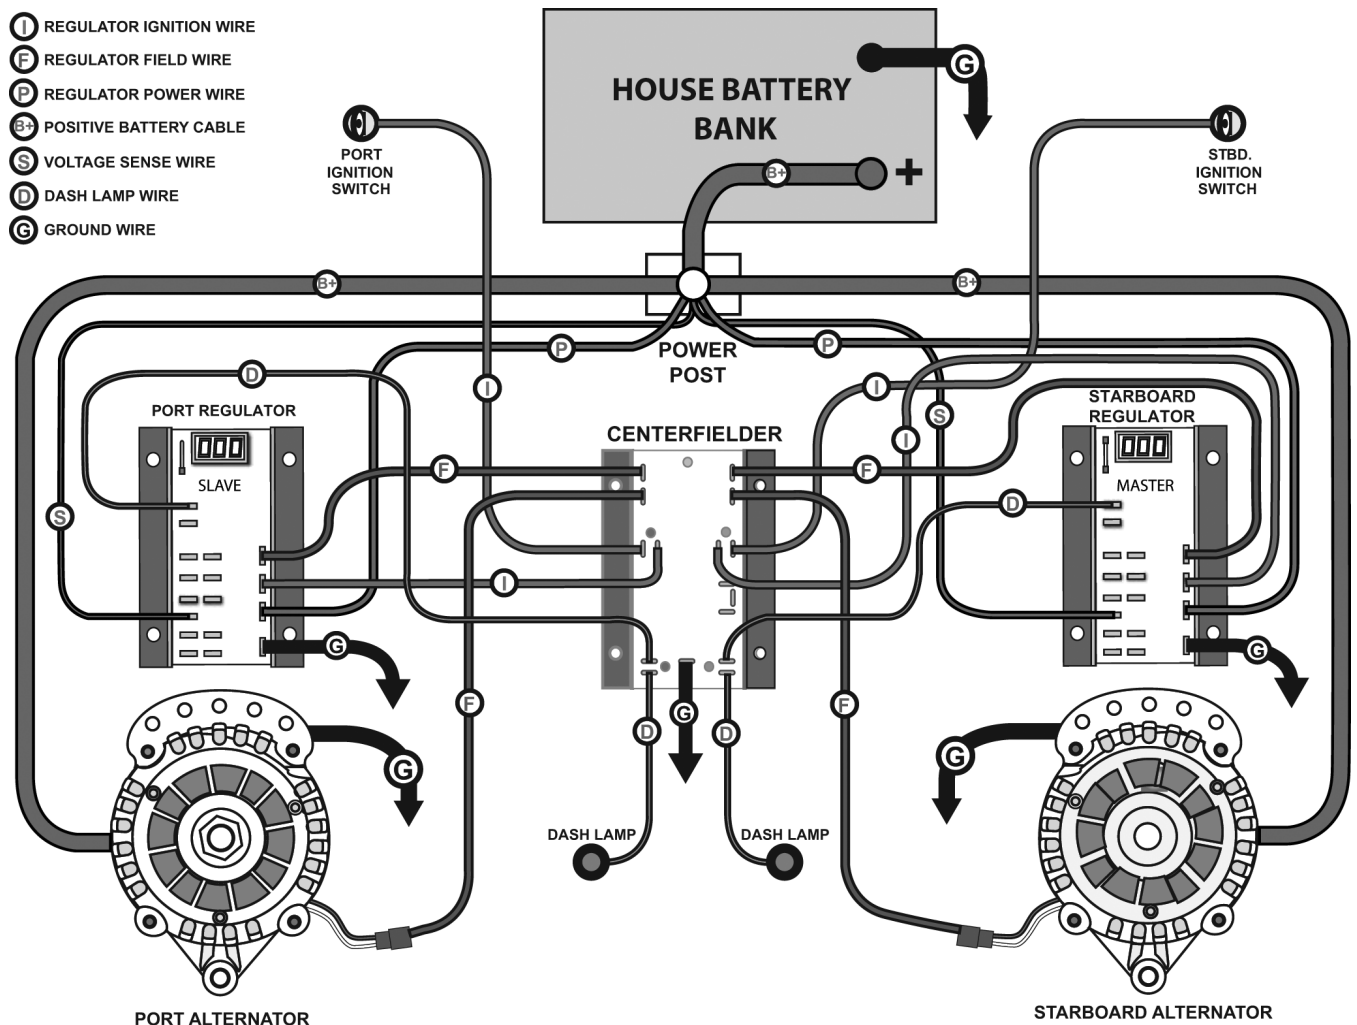 I REGULATOR IGNITION WIRE
F REGULATOR FIELD WIRE
P REGULATOR POWER WIRE
B+ POSITIVE BATTERY CABLE
S VOLTAGE SENSE WIRE
D DASH LAMP WIRE
G GROUND WIRE
HOUSE BATTERY
BANK
G
B+
+
PORT
IGNITION
SWITCH
STBD.
IGNITION
SWITCH
B+
B+
P
P
POWER
POST
D
I
I
S
I
PORT REGULATOR
000
SLAVE
STARBOARD
REGULATOR
000
MASTER
CENTERFIELDER
F
F
S
D
I
G
G
F
G
F
D
D
G
G
DASH LAMP
DASH LAMP
PORT ALTERNATOR
STARBOARD ALTERNATOR